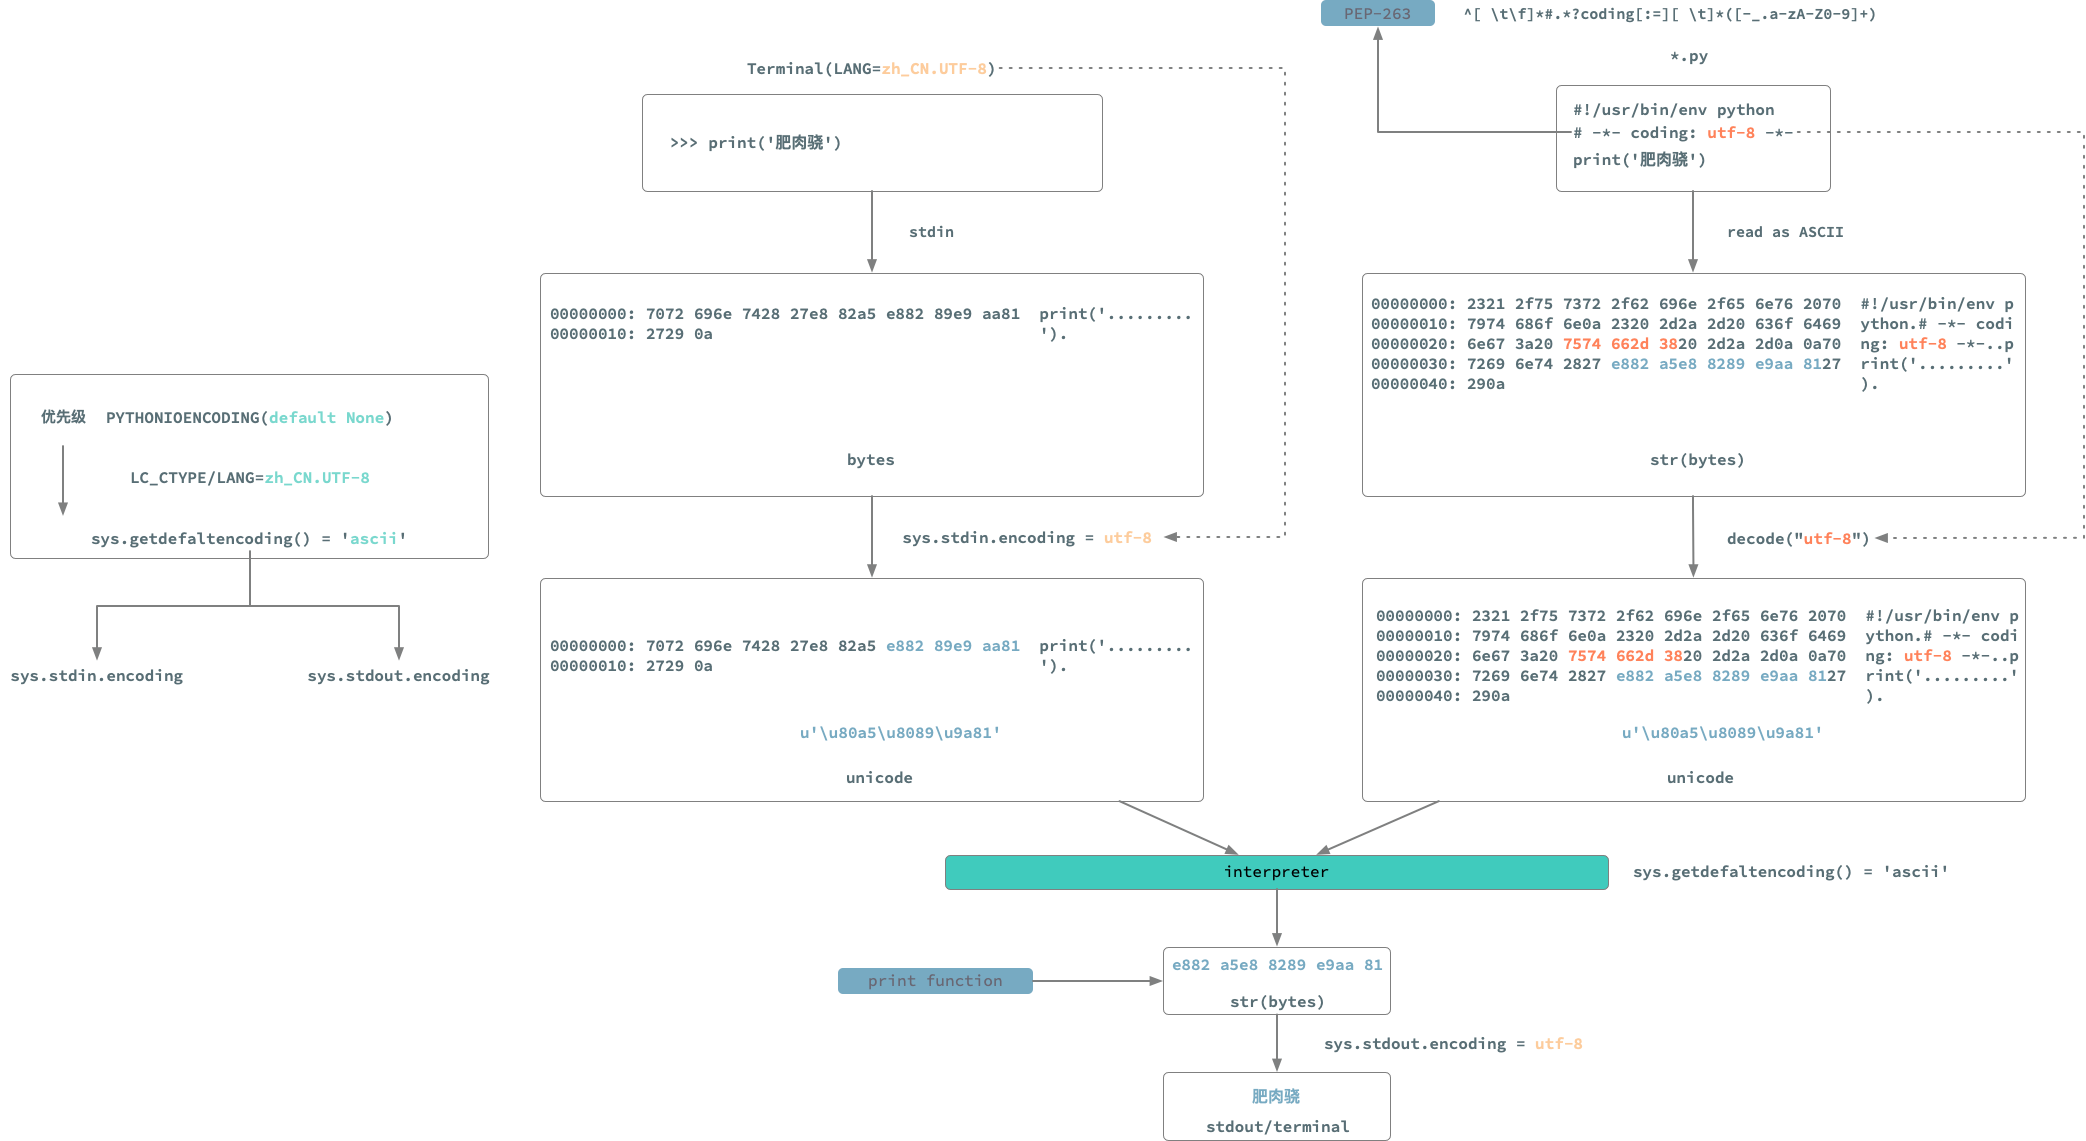 PEP-263
^[ \t\f]*#.*?coding[:=][ \t]*([-_.a-zA-Z0-9]+)
*.py
#!/usr/bin/env python
# -*- coding: utf-8 -*-
print('肥肉骁')
Terminal(LANG=zh_CN.UTF-8)
>>> print('肥肉骁')
stdin
read as ASCII
00000000: 7072 696e 7428 27e8 82a5 e882 89e9 aa81  print('.........
00000010: 2729 0a                                  ').
bytes
00000000: 2321 2f75 7372 2f62 696e 2f65 6e76 2070  #!/usr/bin/env p
00000010: 7974 686f 6e0a 2320 2d2a 2d20 636f 6469  ython.# -*- codi
00000020: 6e67 3a20 7574 662d 3820 2d2a 2d0a 0a70  ng: utf-8 -*-..p
00000030: 7269 6e74 2827 e882 a5e8 8289 e9aa 8127  rint('.........'
00000040: 290a                                     ).
str(bytes)
优先级 PYTHONIOENCODING(default None)
LC_CTYPE/LANG=zh_CN.UTF-8
sys.getdefaltencoding() = 'ascii'
sys.stdin.encoding
sys.stdout.encoding
sys.stdin.encoding = utf-8
decode("utf-8")
00000000: 7072 696e 7428 27e8 82a5 e882 89e9 aa81  print('.........
00000010: 2729 0a                                  ').
u'\u80a5\u8089\u9a81'
unicode
00000000: 2321 2f75 7372 2f62 696e 2f65 6e76 2070  #!/usr/bin/env p
00000010: 7974 686f 6e0a 2320 2d2a 2d20 636f 6469  ython.# -*- codi
00000020: 6e67 3a20 7574 662d 3820 2d2a 2d0a 0a70  ng: utf-8 -*-..p
00000030: 7269 6e74 2827 e882 a5e8 8289 e9aa 8127  rint('.........'
00000040: 290a                                     ).
u'\u80a5\u8089\u9a81'
unicode
interpreter
sys.getdefaltencoding() = 'ascii'
print function
e882 a5e8 8289 e9aa 81
str(bytes)
sys.stdout.encoding = utf-8
肥肉骁
stdout/terminal